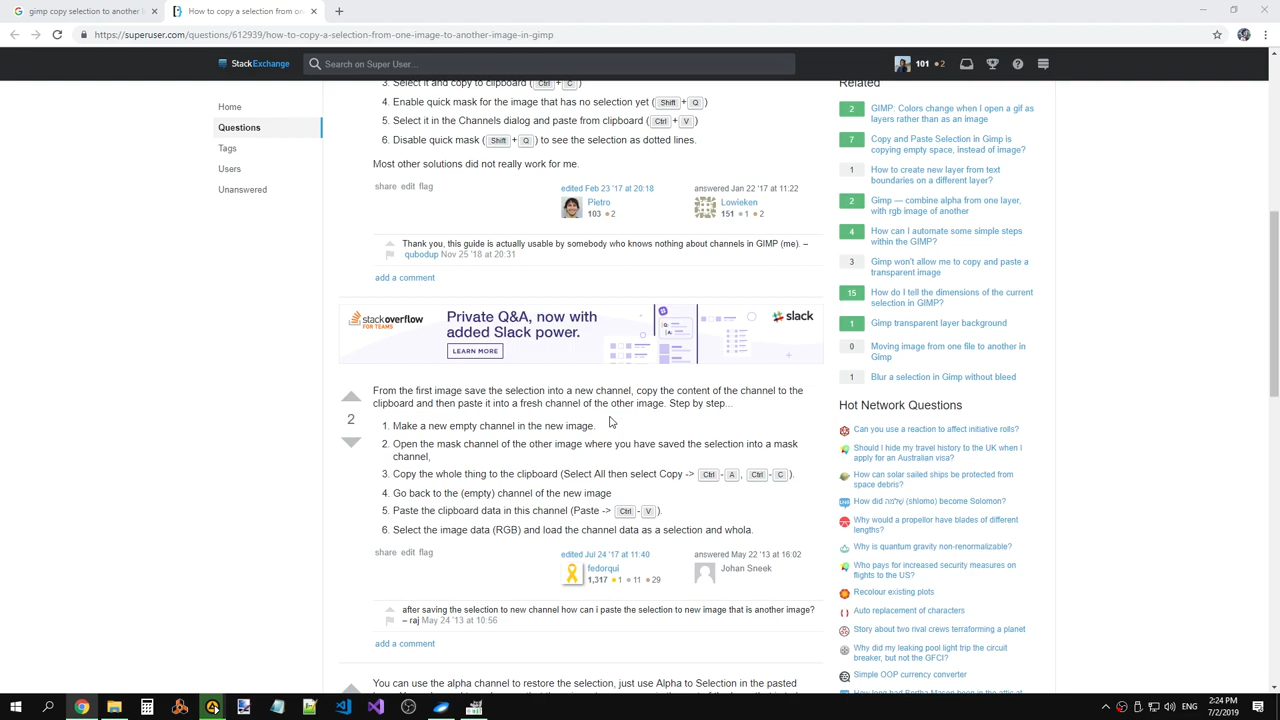 gimp copy selection to another i
How to copy a selection from one
https://superuser.com/questions/612939/how-to-copy-a-selection-from-one-image-to-another-image-in-gimp
StackExchange
Search on Super User...
101 2
Home
Questions
Tags
Users
Unanswered
3. Select it and copy to clipboard (Ctrl + C)
4. Enable quick mask for the image that has no selection yet (Shift + Q)
5. Select it in the Channels dialog and paste from clipboard (Ctrl + V)
6. Disable quick mask (Shift + Q) to see the selection as dotted lines.
Most other solutions did not really work for me.
share edit flag
edited Feb 23 '17 at 20:18
Pietro
103 2
answered Jan 22 '17 at 11:22
Lowieken
151 1 2
Thank you, this guide is actually usable by somebody who knows nothing about channels in GIMP (me). –
qubodup Nov 25 '18 at 20:31
add a comment
stackoverflow
FOR TEAMS
Private Q&A, now with
added Slack power.
LEARN MORE
slack
2
From the first image save the selection into a new channel, copy the content of the channel to the
clipboard and then paste it into a fresh channel of the other image. Step by step...
1. Make a new empty channel in the new image.
2. Open the mask channel of the other image where you have saved the selection into a mask
channel,
3. Copy the whole thing to the clipboard (Select All then select Copy -> Ctrl-A, Ctrl-C).
4. Go back to the (empty) channel of the new image
5. Paste the clipboard data in this channel (Paste -> Ctrl-V).
6. Select the image data (RGB) and load the channel data as a selection and whola.
share edit flag
edited Jul 24 '17 at 11:40
fedorqui
1,317 1 11 29
answered May 22 '13 at 16:02
Johan Sneek
after saving the selection to new channel how can i paste the selection to new image that is another image?
– raj May 24 '13 at 10:56
add a comment
You can use the alpha channel to restore the selection, just use Alpha to Selection in the pasted
Related
2 GIMP: Colors change when I open a gif as
layers rather than as an image
7 Copy and Paste Selection in Gimp is
copying empty space, instead of image?
1 How to create new layer from text
boundaries on a different layer?
2 Gimp — combine alpha from one layer,
with rgb image of another
4 How can I automate some simple steps
within the GIMP?
3 Gimp won't allow me to copy and paste a
transparent image
15 How do I tell the dimensions of the current
selection in GIMP?
1 Gimp transparent layer background
0 Moving image from one file to another in
Gimp
1 Blur a selection in Gimp without bleed
Hot Network Questions
Can you use a reaction to affect initiative rolls?
Should I hide my travel history to the UK when I
apply for an Australian visa?
How can solar sailed ships be protected from
space debris?
How did שְׁלֹמֹה (shlomo) become Solomon?
Why would a propellor have blades of different
lengths?
Why is quantum gravity non-renormalizable?
Who pays for increased security measures on
flights to the US?
Recolour existing plots
Auto replacement of characters
Story about two rival crews terraforming a planet
Why did my leaking pool light trip the circuit
breaker, but not the GFCI?
Simple OOP currency converter
2:24 PM
7/2/2019